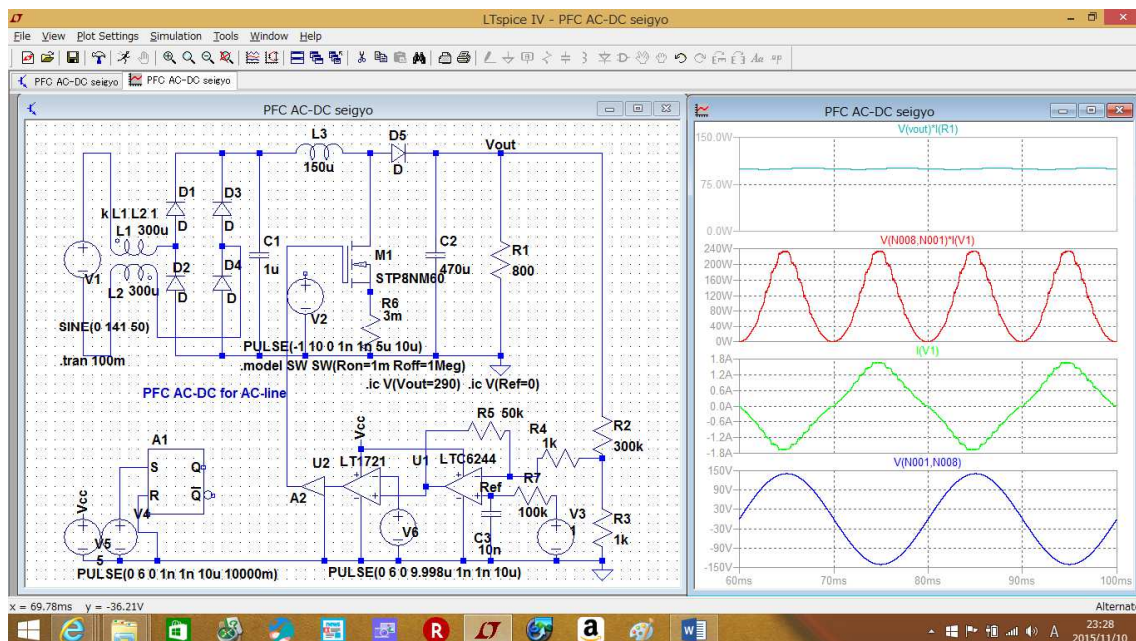 LTspice IV - PFC AC-DC seigyo
File View Plot Settings Simulation Tools Window Help
PFC AC-DC seigyo PFC AC-DC seigyo
PFC AC-DC seigyo
L3
150u
D5
D
Vout
D1
D
D3
D
k L1 L2 1
L1 300u
D2
D
D4
D
L2 300u
V1
C1
1u
M1
STP8NM60
C2
470u
R1
800
V2
R6
3m
SINE(0 141 50)
.tran 100m
PULSE(-1 10 0 1n 1n 5u 10u)
.model SW SW(Ron=1m Roff=1Meg)
.ic V(Vout=290) .ic V(Ref=0)
PFC AC-DC for AC-line
R5 50k
R4
1k
R2
300k
A1
S Q
R Q
Vcc
U2
LT1721
U1
LTC6244
A2
Ref
R7
100k
V3
1
R3
1k
C3
10n
V6
Vcc
V5
5
V4
PULSE(0 6 0 1n 1n 10u 10000m)
PULSE(0 6 0 9.998u 1n 1n 10u)
PFC AC-DC seigyo
V(vout)*I(R1)
150.0W
75.0W
0.0W
V(N008,N001)*I(V1)
240W
200W
160W
120W
80W
40W
0W
I(V1)
1.8A
1.2A
0.6A
0.0A
-0.6A
-1.2A
-1.8A
V(N001,N008)
150V
90V
30V
-30V
-90V
-150V
60ms 70ms 80ms 90ms 100ms
x = 69.78ms y = -36.21V
Alternate
A
23:28
2015/11/10